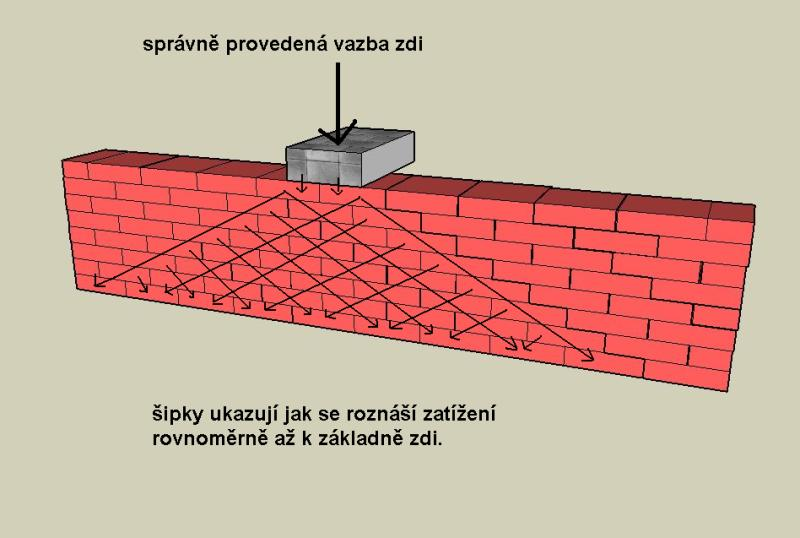 správně provedená vazba zdi
šipky ukazují jak se roznáší zatížení
rovnoměrně až k základně zdi.